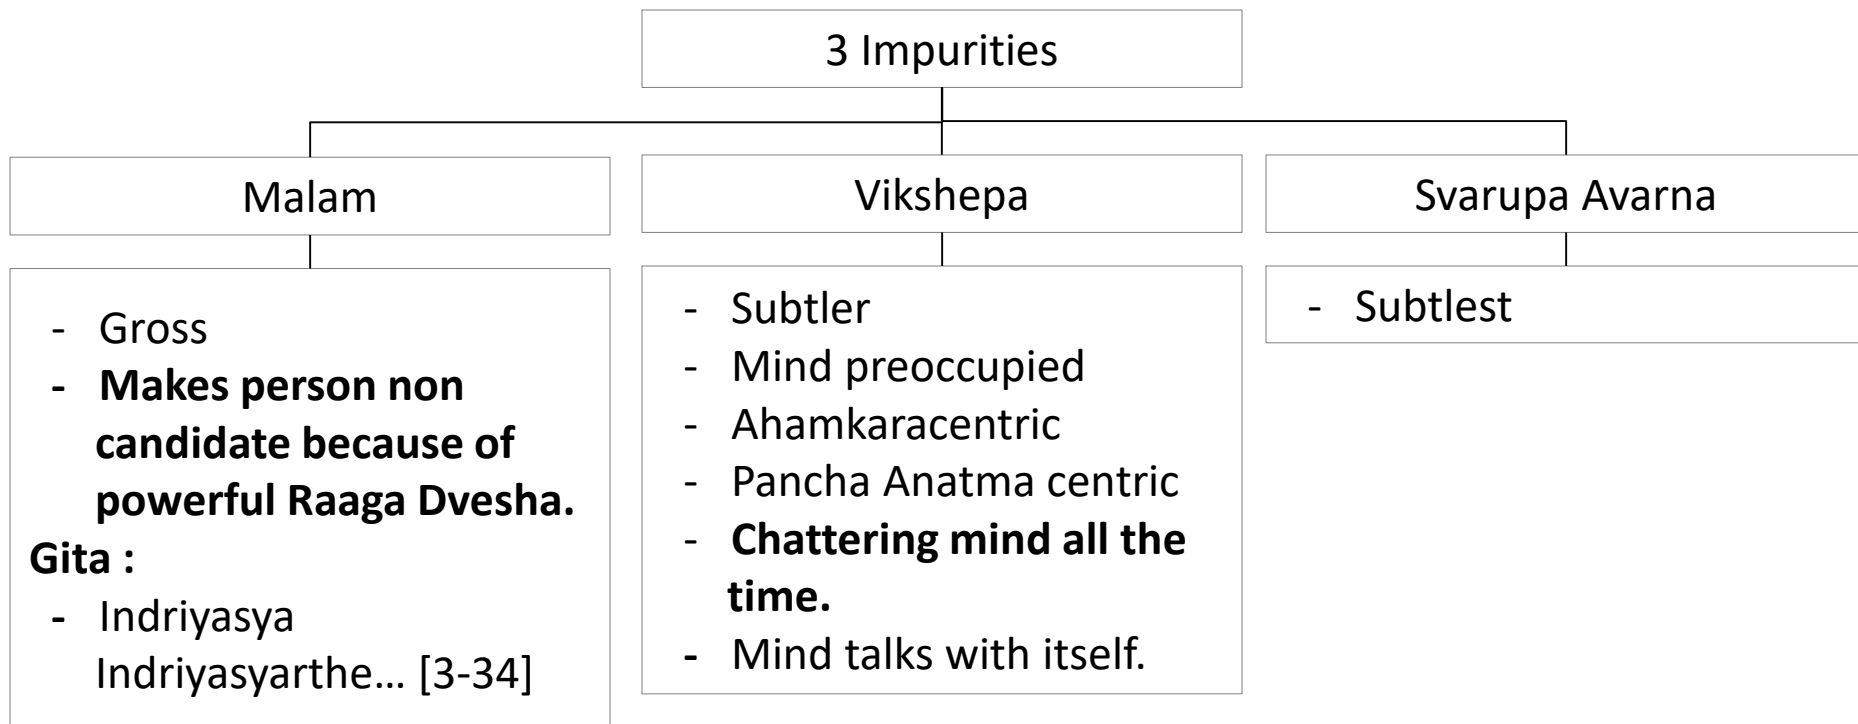 3 Impurities
Malam
Vikshepa
Svarupa Avarna
- Gross
- Makes person non
candidate because of
powerful Raaga Dvesha.
Gita :
- Indriyasya
Indriyasyarthe... [3-34]
- Subtler
- Mind preoccupied
- Ahamkaracentric
- Pancha Anatma centric
- Chattering mind all the
time.
- Mind talks with itself.
- Subtlest